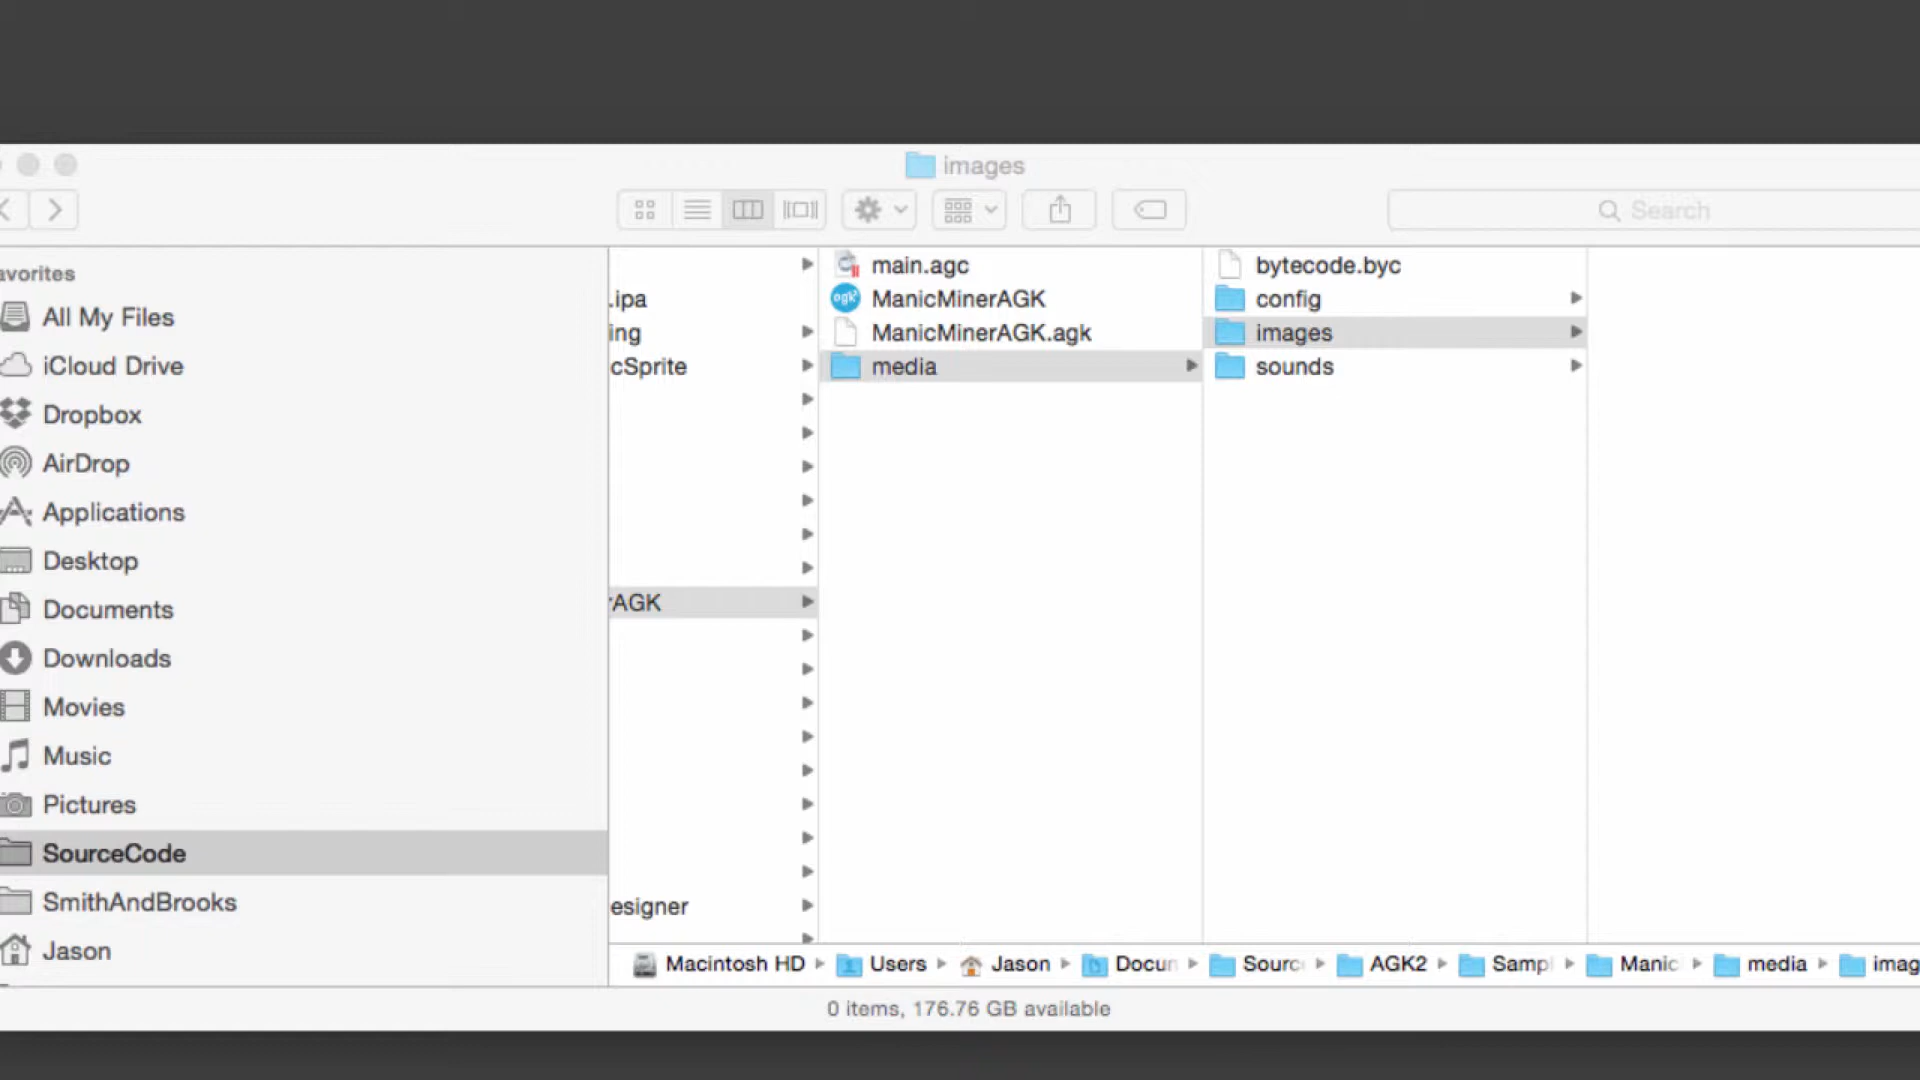 images
Search
avorites
All My Files
iCloud Drive
Dropbox
AirDrop
Applications
Desktop
Documents
Downloads
Movies
Music
Pictures
SourceCode
SmithAndBrooks
Jason
.ipa
ing
cSprite
rAGK
esigner
main.agc
ManicMinerAGK
ManicMinerAGK.agk
media
bytecode.byc
config
images
sounds
Macintosh HD Users Jason Docun Sourc AGK2 Samp Manic media imag
0 items, 176.76 GB available